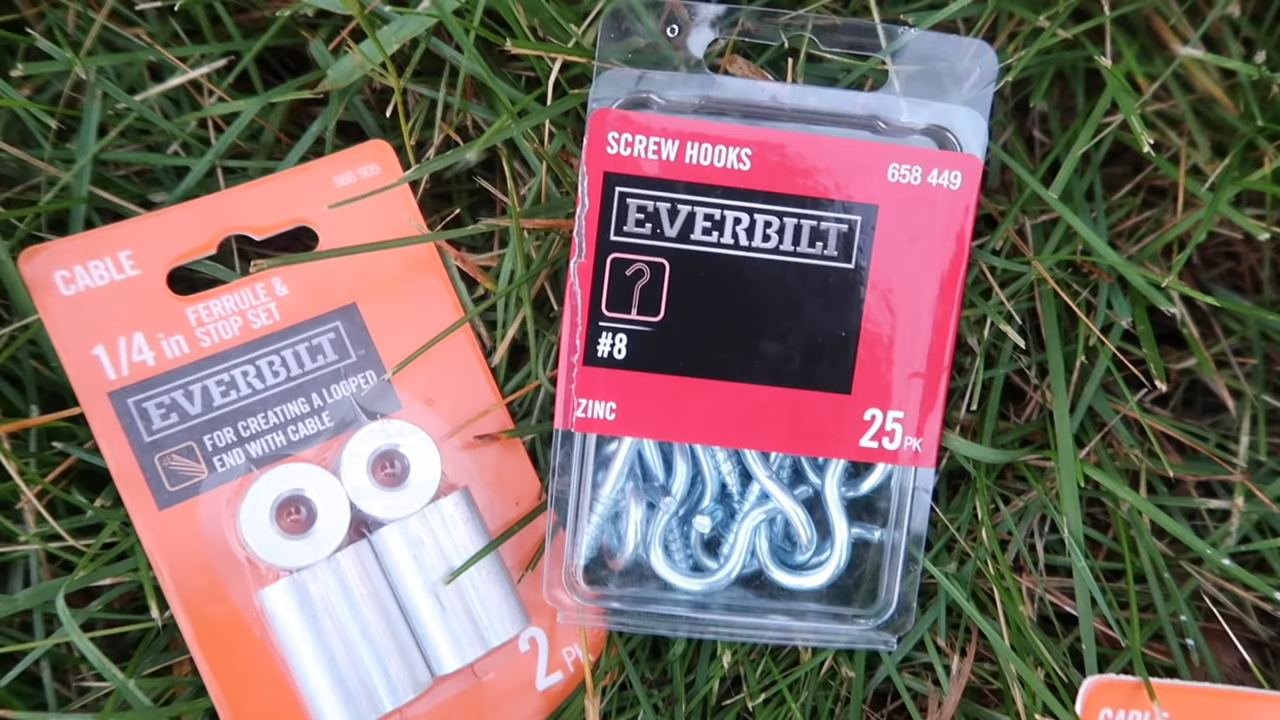 CABLE
FERRULE &
1/4 in STOP SET
EVERBILT
FOR CREATING A LOOPED
END WITH CABLE
2 PK
SCREW HOOKS
658 449
EVERBILT
#8
ZINC
25 PK
CABLE